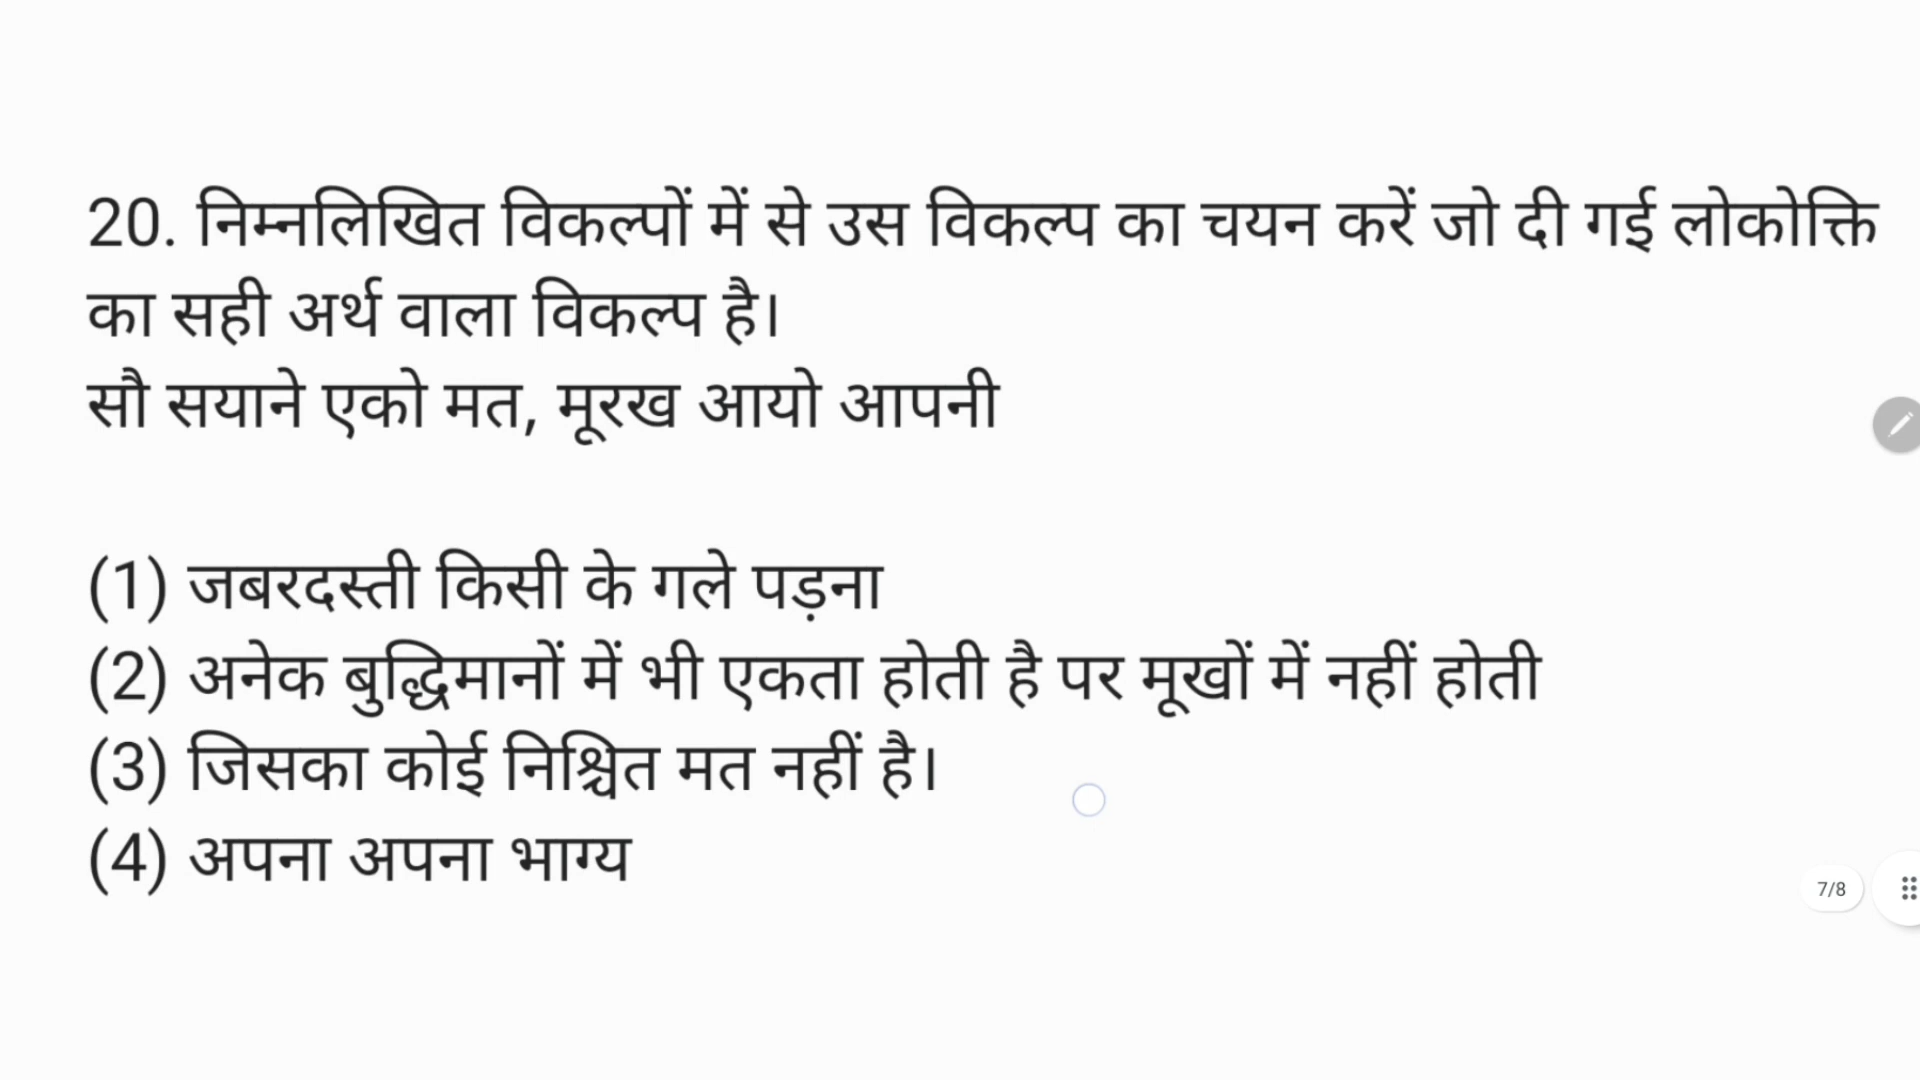 20. निम्नलिखित विकल्पों में से उस विकल्प का चयन करें जो दी गई लोकोक्ति
का सही अर्थ वाला विकल्प है।
सौ सयाने एको मत, मूरख आयो आपनी
(1) जबरदस्ती किसी के गले पड़ना
(2) अनेक बुद्धिमानों में भी एकता होती है पर मूखों में नहीं होती
(3) जिसका कोई निश्चित मत नहीं है।
(4) अपना अपना भाग्य
7/8